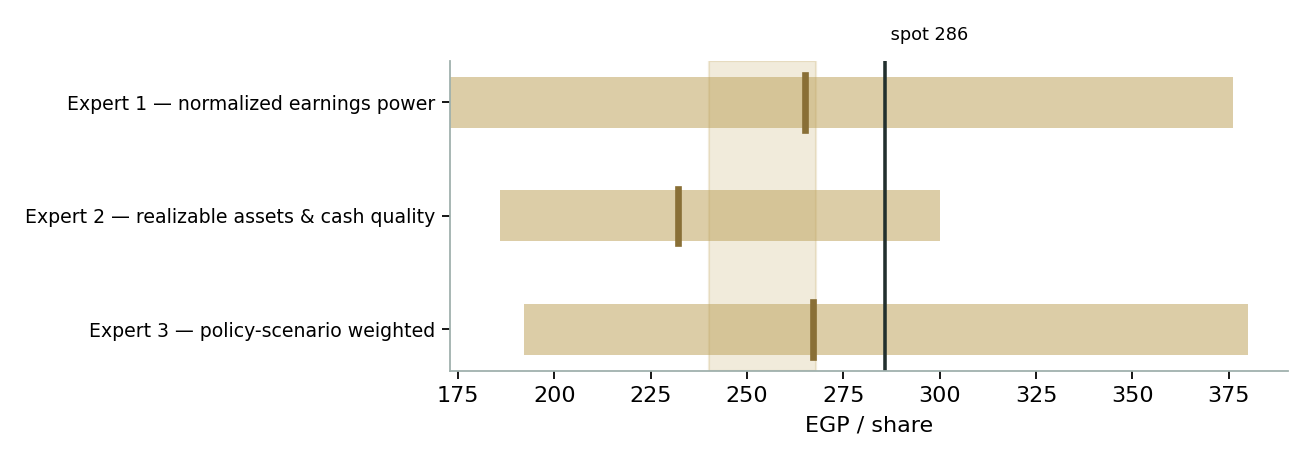 spot 286
Expert 1 — normalized earnings power
Expert 2 — realizable assets & cash quality
Expert 3 — policy-scenario weighted
175 200 225 250 275 300 325 350 375
EGP / share